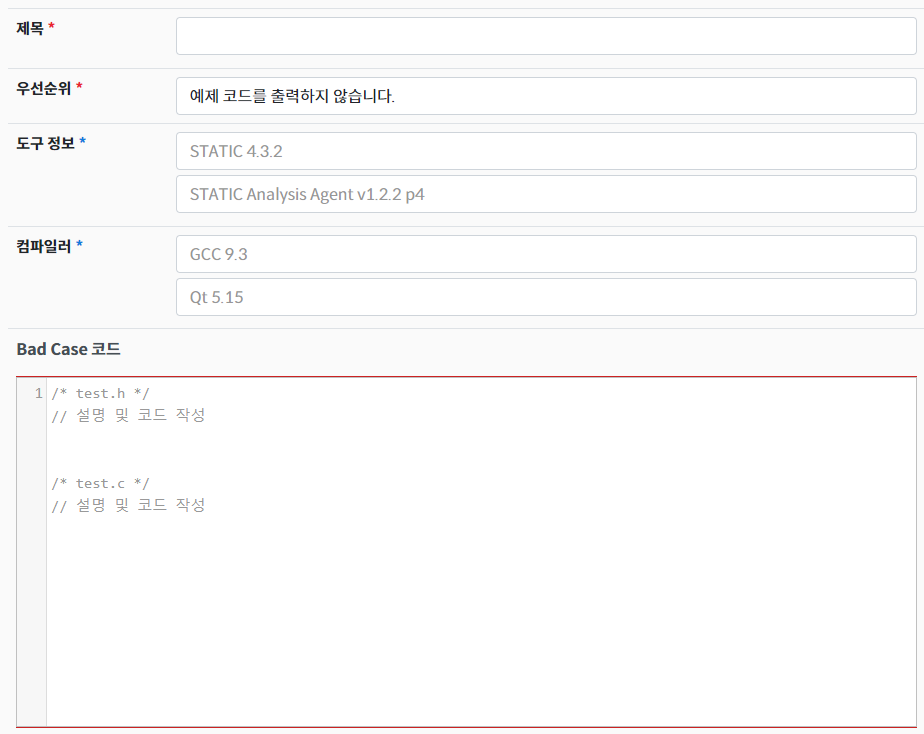 제목 *
우선순위 *
예제 코드를 출력하지 않습니다.
도구 정보 *
STATIC 4.3.2
STATIC Analysis Agent v1.2.2 p4
컴파일러 *
GCC 9.3
Qt 5.15
Bad Case 코드
1 /* test.h */
// 설명 및 코드 작성
/* test.c */
// 설명 및 코드 작성